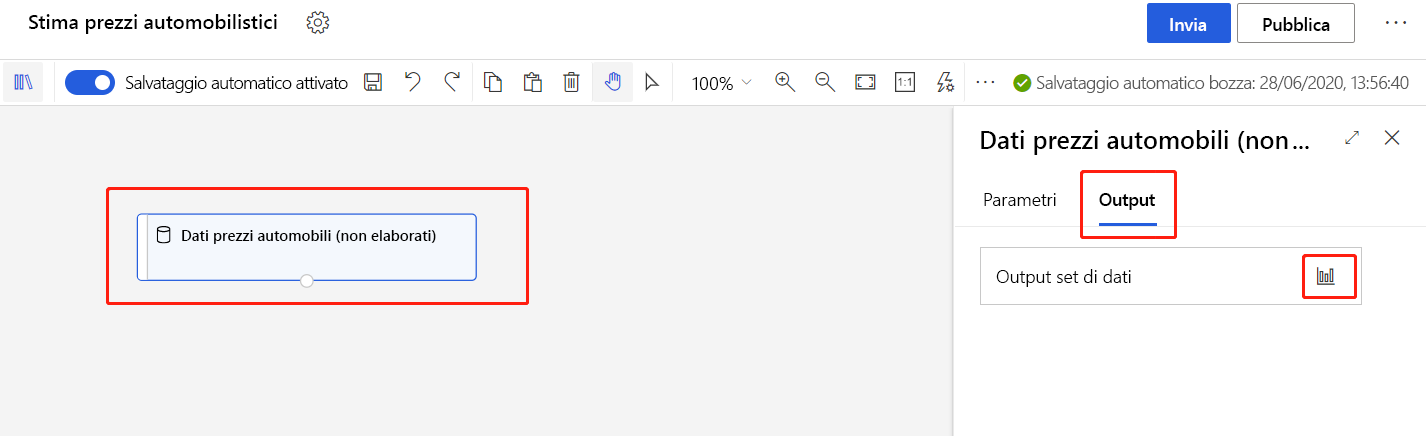 Stima prezzi automobilistici
Invia
Pubblica
Salvataggio automatico attivato
100%
1:1
Salvataggio automatico bozza: 28/06/2020, 13:56:40
Dati prezzi automobili (non elaborati)
Dati prezzi automobili (non...
Parametri
Output
Output set di dati